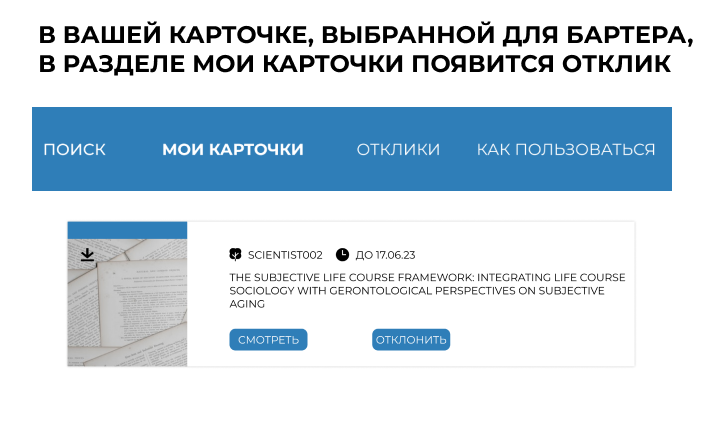 В ВАШЕЙ КАРТОЧКЕ, ВЫБРАННОЙ ДЛЯ БАРТЕРА,
В РАЗДЕЛЕ МОИ КАРТОЧКИ ПОЯВИТСЯ ОТКЛИК
ПОИСК МОИ КАРТОЧКИ ОТКЛИКИ КАК ПОЛЬЗОВАТЬСЯ
SCIENTIST002 ДО 17.06.23
THE SUBJECTIVE LIFE COURSE FRAMEWORK: INTEGRATING LIFE COURSE
SOCIOLOGY WITH GERONTOLOGICAL PERSPECTIVES ON SUBJECTIVE
AGING
СМОТРЕТЬ ОТКЛОНИТЬ